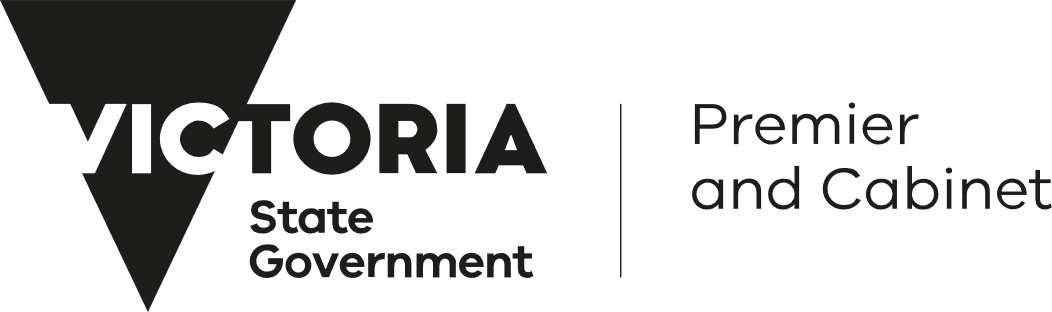 VICTORIA
State
Government
Premier
and Cabinet